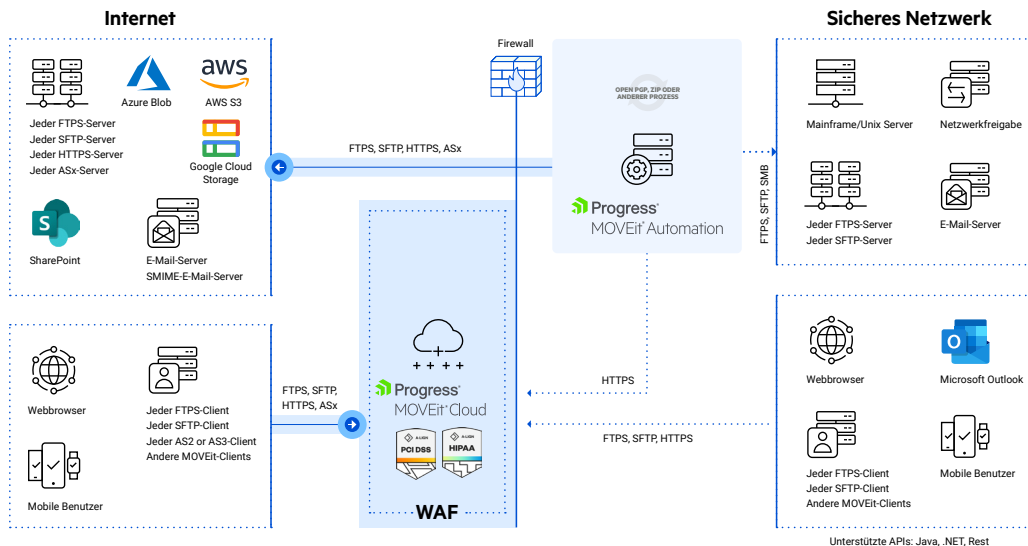 Internet
Sicheres Netzwerk
Azure Blob
aws
AWS S3
Jeder FTPS-Server
Jeder SFTP-Server
Jeder HTTPS-Server
Jeder ASx-Server
Google Cloud
Storage
S
SharePoint
E-Mail-Server
SMIME-E-Mail-Server
FTPS, SFTP, HTTPS, ASx
Firewall
OPEN PGP, ZIP ODER
ANDERER PROZESS
Progress®
MOVEit® Automation
FTPS, SFTP, SMB
Mainframe/Unix Server
Netzwerkfreigabe
Jeder FTPS-Server
Jeder SFTP-Server
E-Mail-Server
Webbrowser
Jeder FTPS-Client
Jeder SFTP-Client
Jeder AS2 or AS3-Client
Andere MOVEit-Clients
Mobile Benutzer
FTPS, SFTP,
HTTPS, ASx
Progress®
MOVEit® Cloud
A-LIGN
PCI DSS
A-LIGN
HIPAA
WAF
HTTPS
FTPS, SFTP, HTTPS
Webbrowser
O
Microsoft Outlook
Jeder FTPS-Client
Jeder SFTP-Client
Andere MOVEit-Clients
Mobile Benutzer
Unterstützte APIs: Java, .NET, Rest